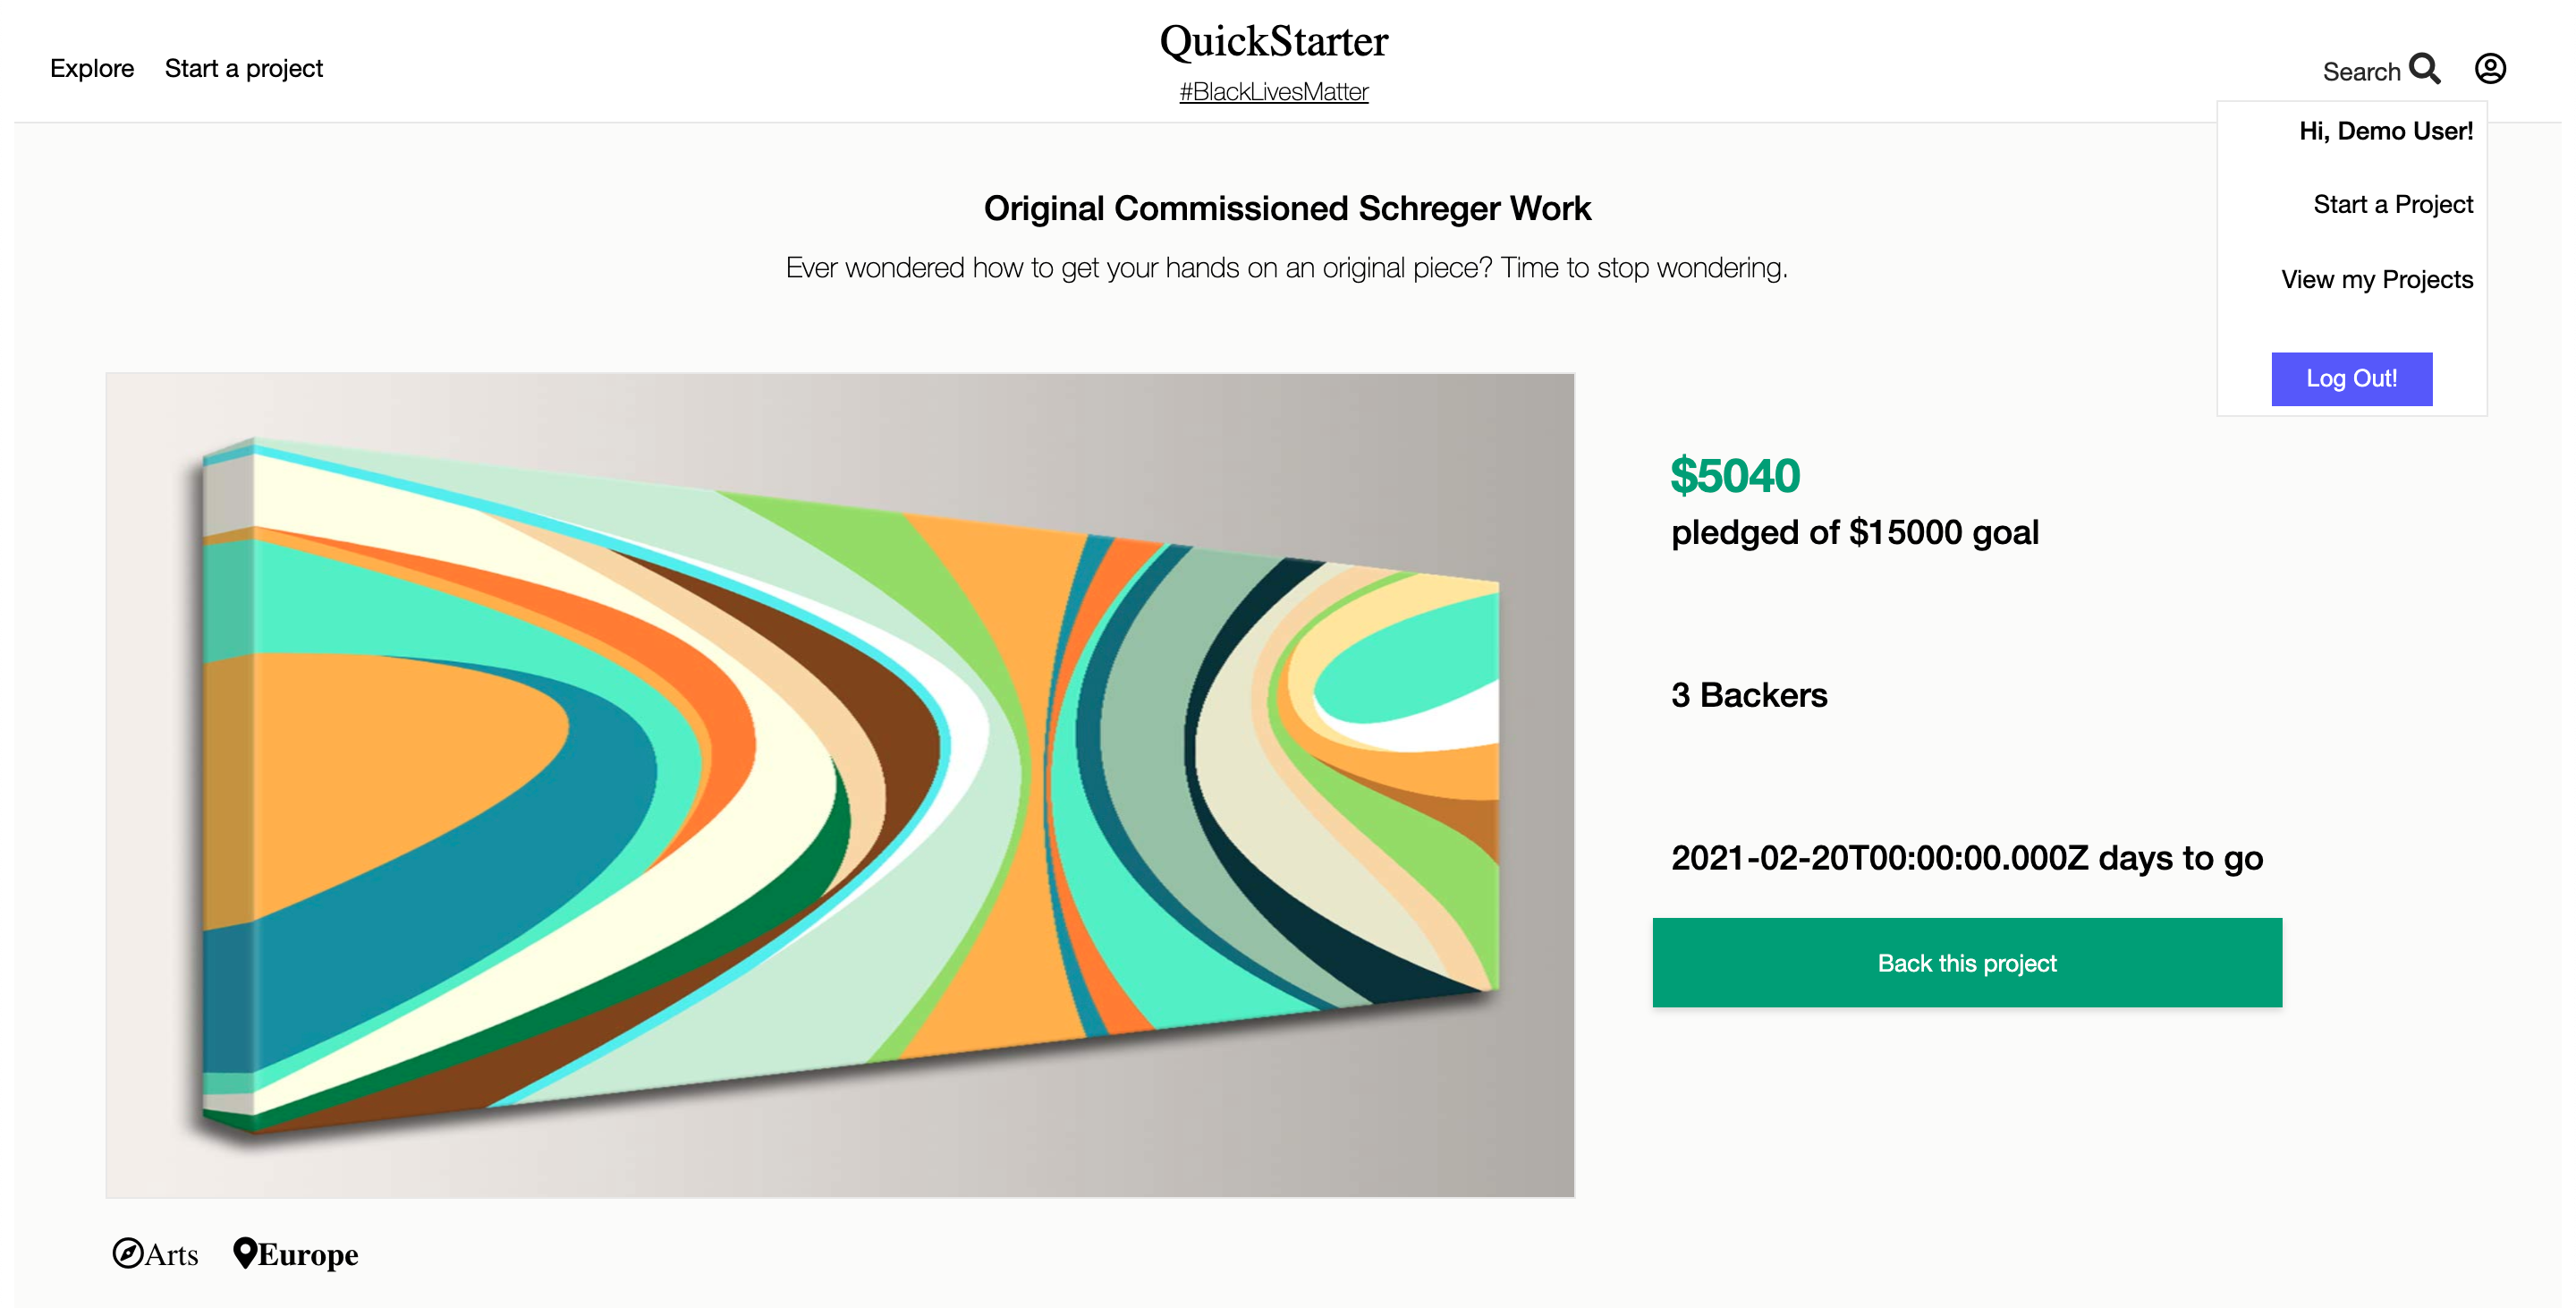 Explore Start a project
QuickStarter
#BlackLivesMatter
Search
Hi, Demo User!
Start a Project
View my Projects
Log Out!
Original Commissioned Schreger Work
Ever wondered how to get your hands on an original piece? Time to stop wondering.
$5040
pledged of $15000 goal
3 Backers
2021-02-20T00:00:00.000Z days to go
Back this project
Arts Europe